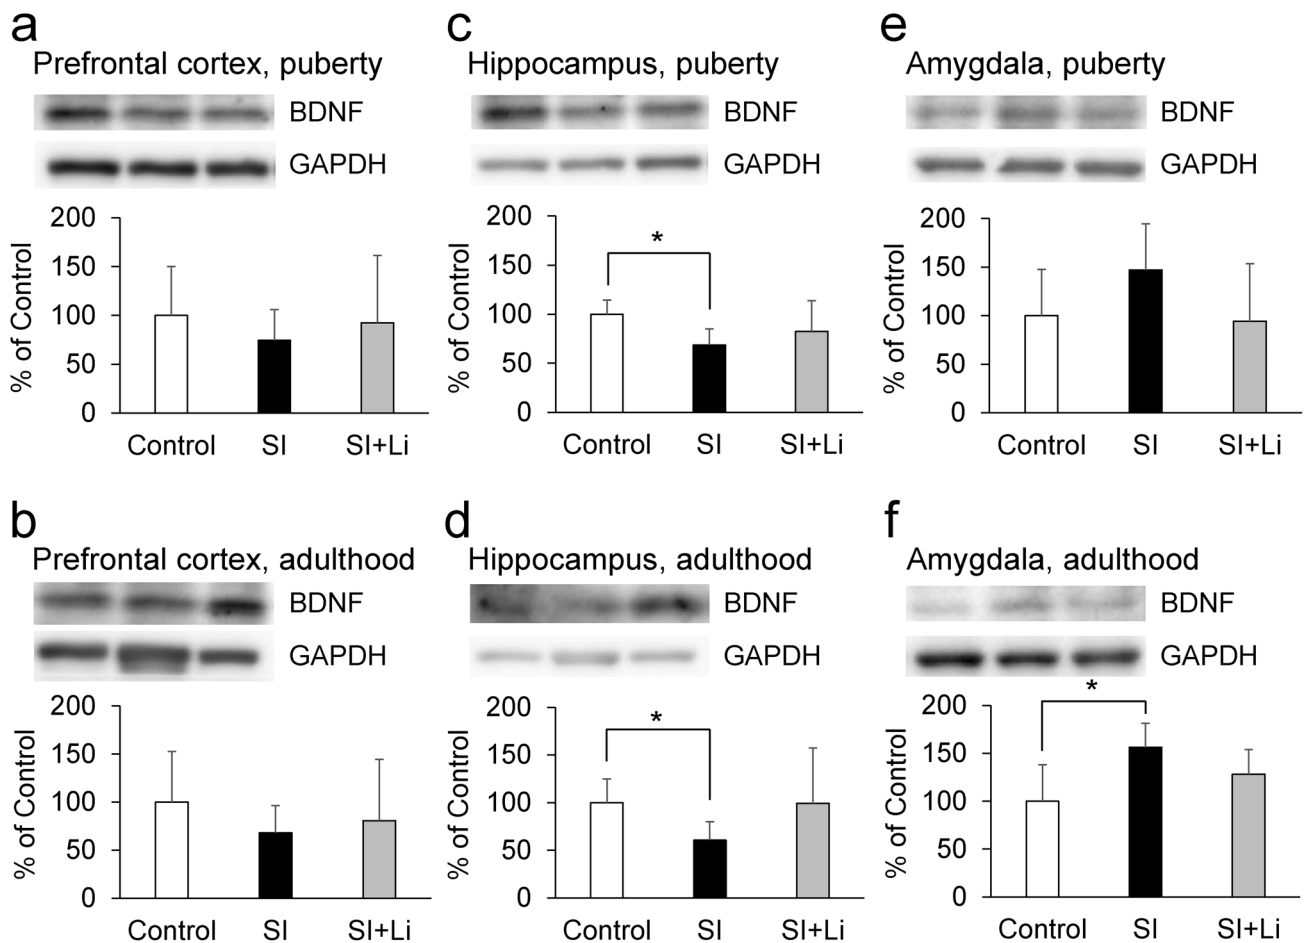 a
Prefrontal cortex, puberty
BDNF
GAPDH
% of Control
200
150
100
50
0
Control SI SI+Li
c
Hippocampus, puberty
BDNF
GAPDH
*
% of Control
200
150
100
50
0
Control SI SI+Li
e
Amygdala, puberty
BDNF
GAPDH
% of Control
200
150
100
50
0
Control SI SI+Li
b
Prefrontal cortex, adulthood
BDNF
GAPDH
% of Control
200
150
100
50
0
Control SI SI+Li
d
Hippocampus, adulthood
BDNF
GAPDH
*
% of Control
200
150
100
50
0
Control SI SI+Li
f
Amygdala, adulthood
BDNF
GAPDH
*
% of Control
200
150
100
50
0
Control SI SI+Li